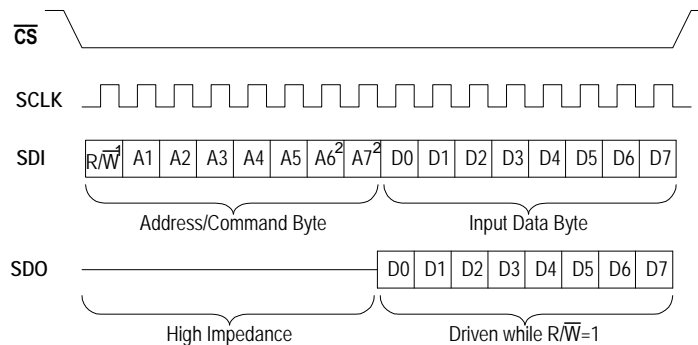 CS
SCLK
SDI R/W1 A1 A2 A3 A4 A5 A62 A72 D0 D1 D2 D3 D4 D5 D6 D7
Address/Command Byte Input Data Byte
SDO D0 D1 D2 D3 D4 D5 D6 D7
High Impedance Driven while R/W=1